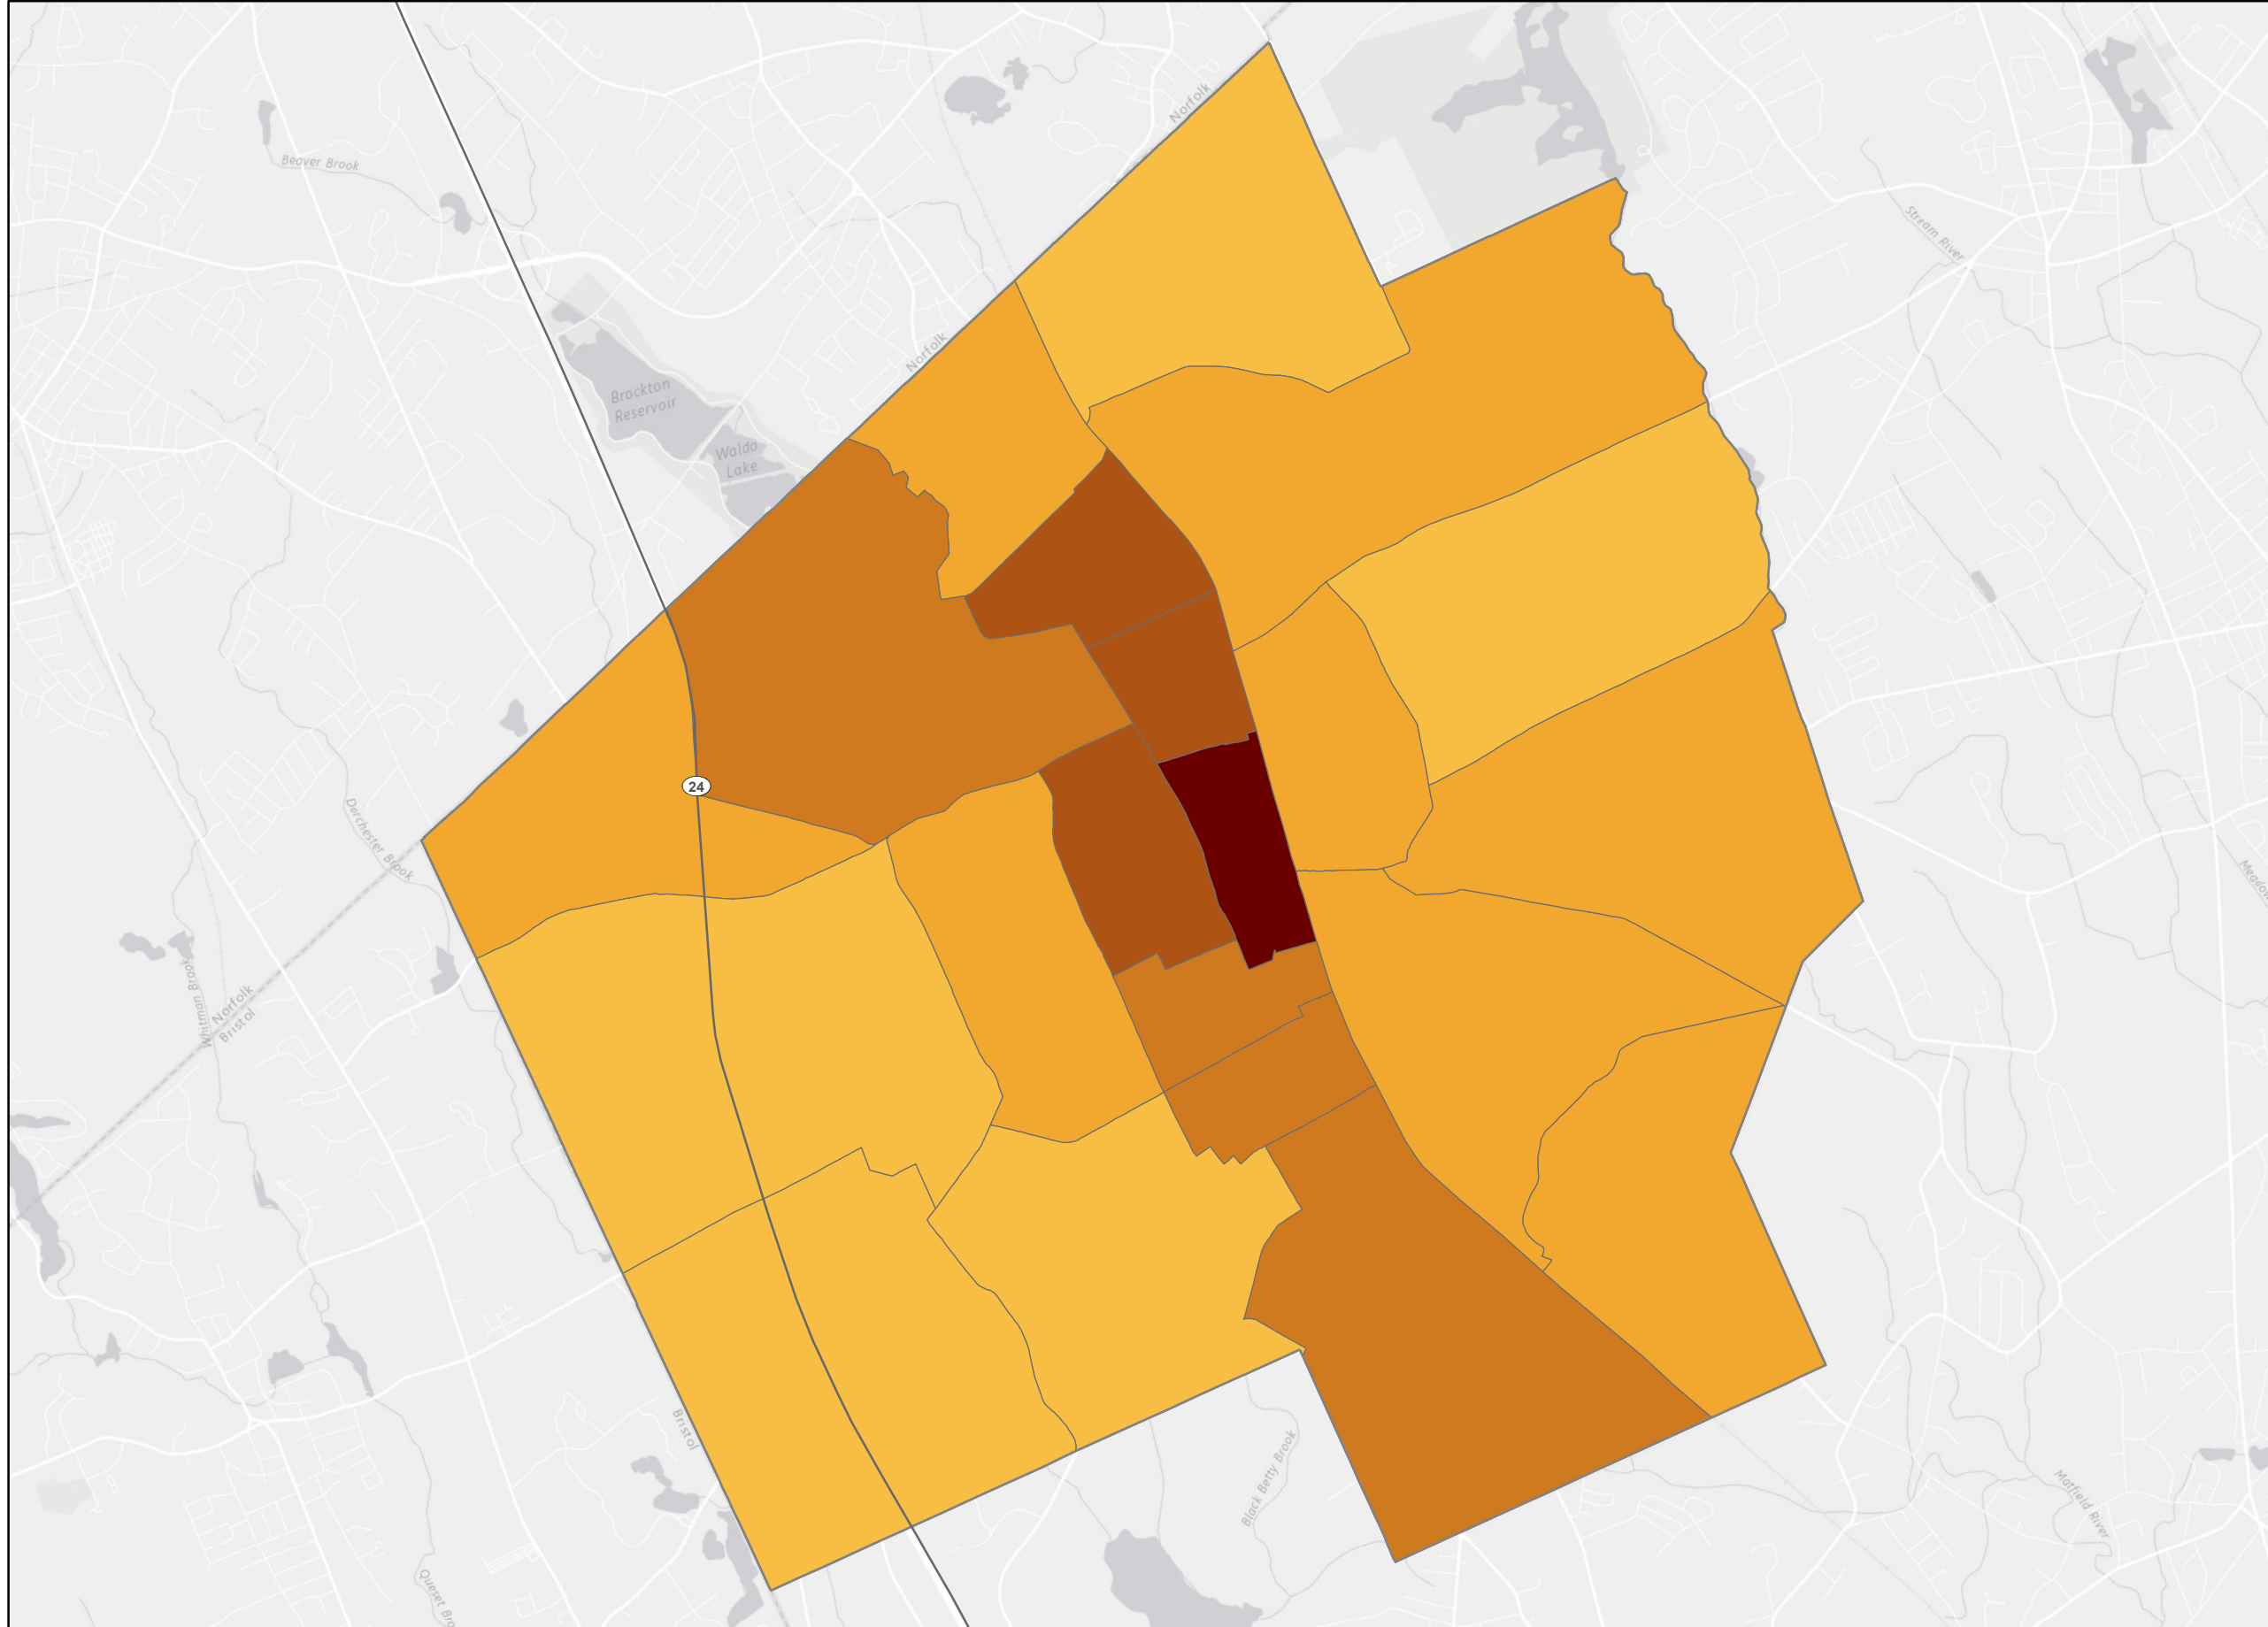 Norfolk
Beaver Brook
Stream River
Norfolk
Brockton
Reservoir
Waldo
Lake
24
Dorchester Brook
Meadow
Whitman Brook
Norfolk
Bristol
Bristol
Black Betty Brook
Matfield River
Queset Bro